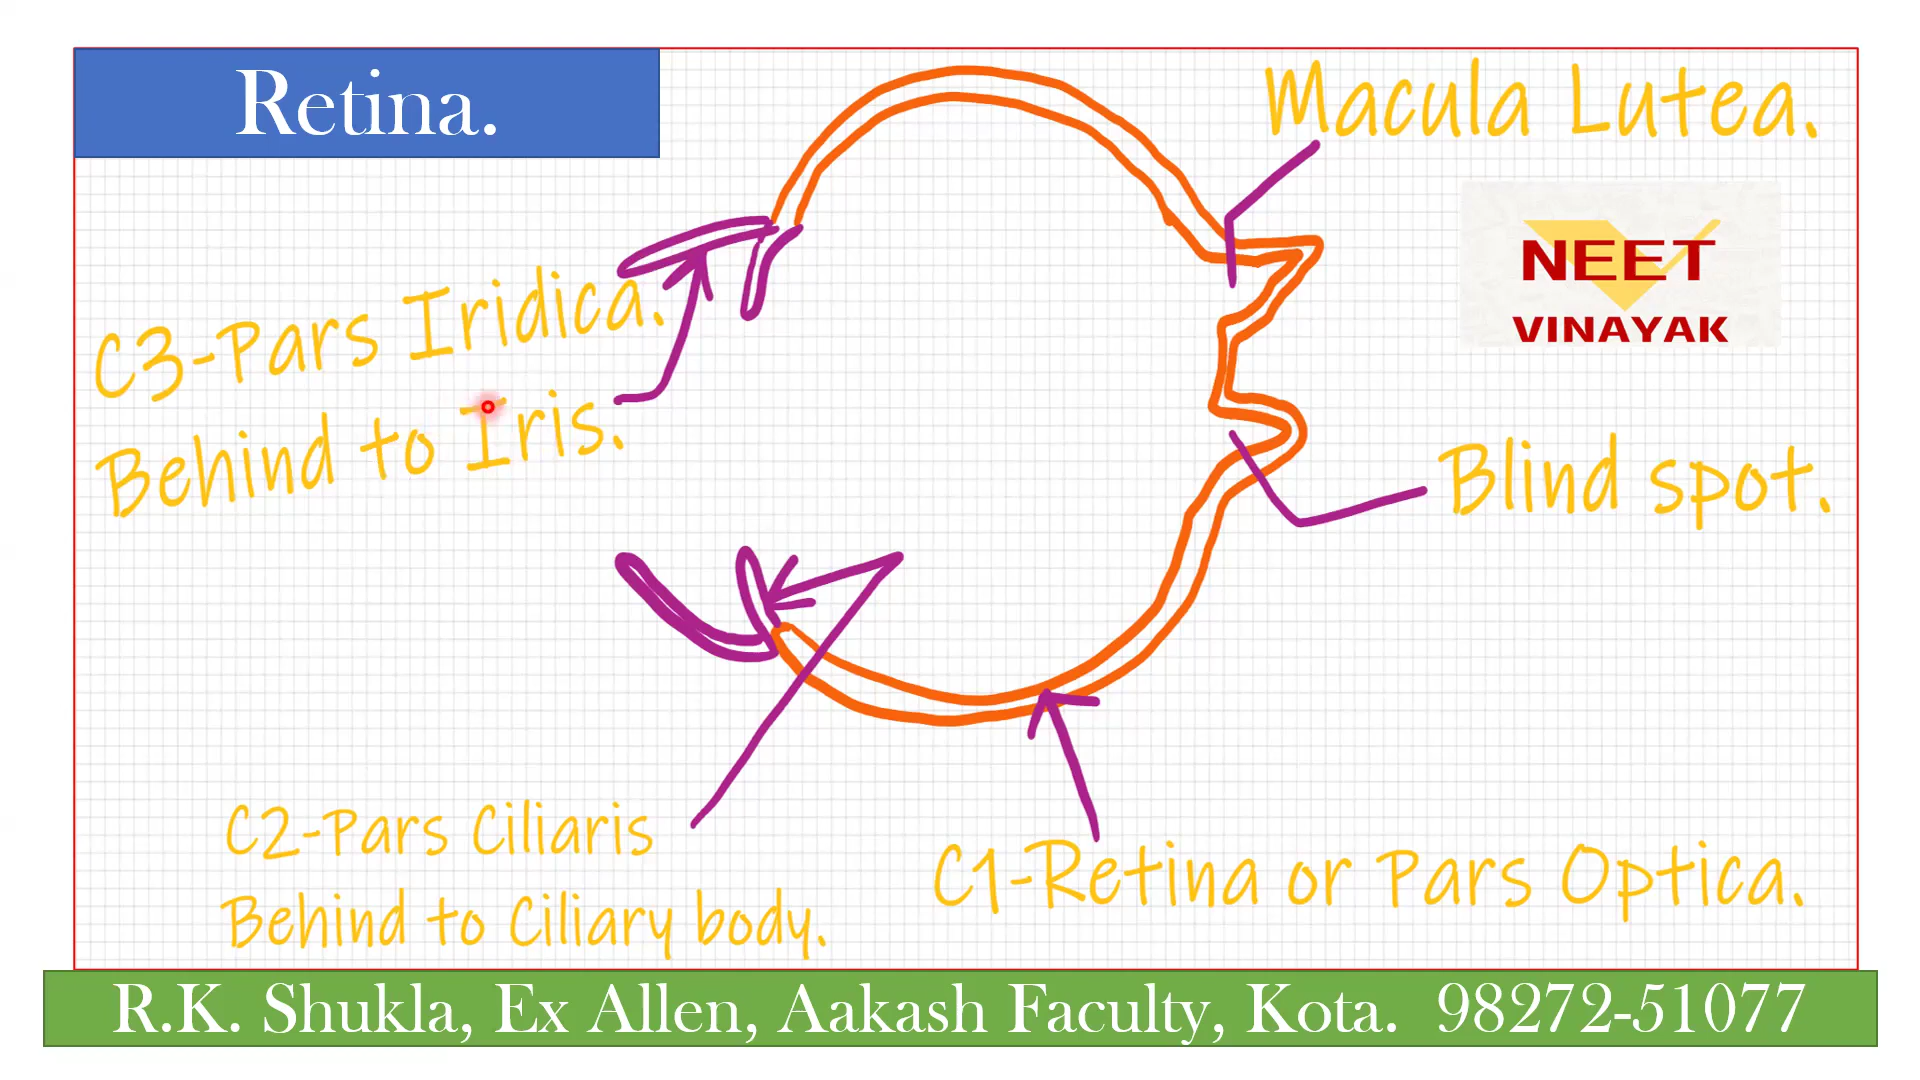 Retina.
Macula Lutea.
NEET
VINAYAK
C3-Pars Iridica.
Behind to Iris.
Blind spot.
C2-Pars Ciliaris
Behind to Ciliary body.
C1-Retina or Pars Optica.
R.K. Shukla, Ex Allen, Aakash Faculty, Kota. 98272-51077